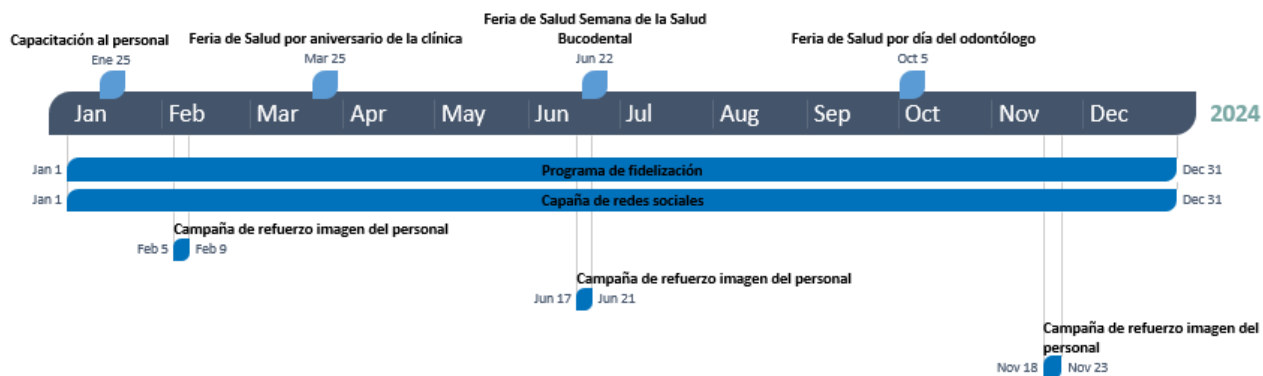 Feria de Salud Semana de la Salud
Bucodental
Jun 22
Capacitación al personal
Ene 25
Feria de Salud por aniversario de la clínica
Mar 25
Feria de Salud por día del odontólogo
Oct 5
Jan Feb Mar Apr May Jun Jul Aug Sep Oct Nov Dec 2024
Jan 1 Programa de fidelización Dec 31
Jan 1 Capaña de redes sociales Dec 31
Campaña de refuerzo imagen del personal
Feb 5 Feb 9
Campaña de refuerzo imagen del personal
Jun 17 Jun 21
Campaña de refuerzo imagen del
personal
Nov 18 Nov 23